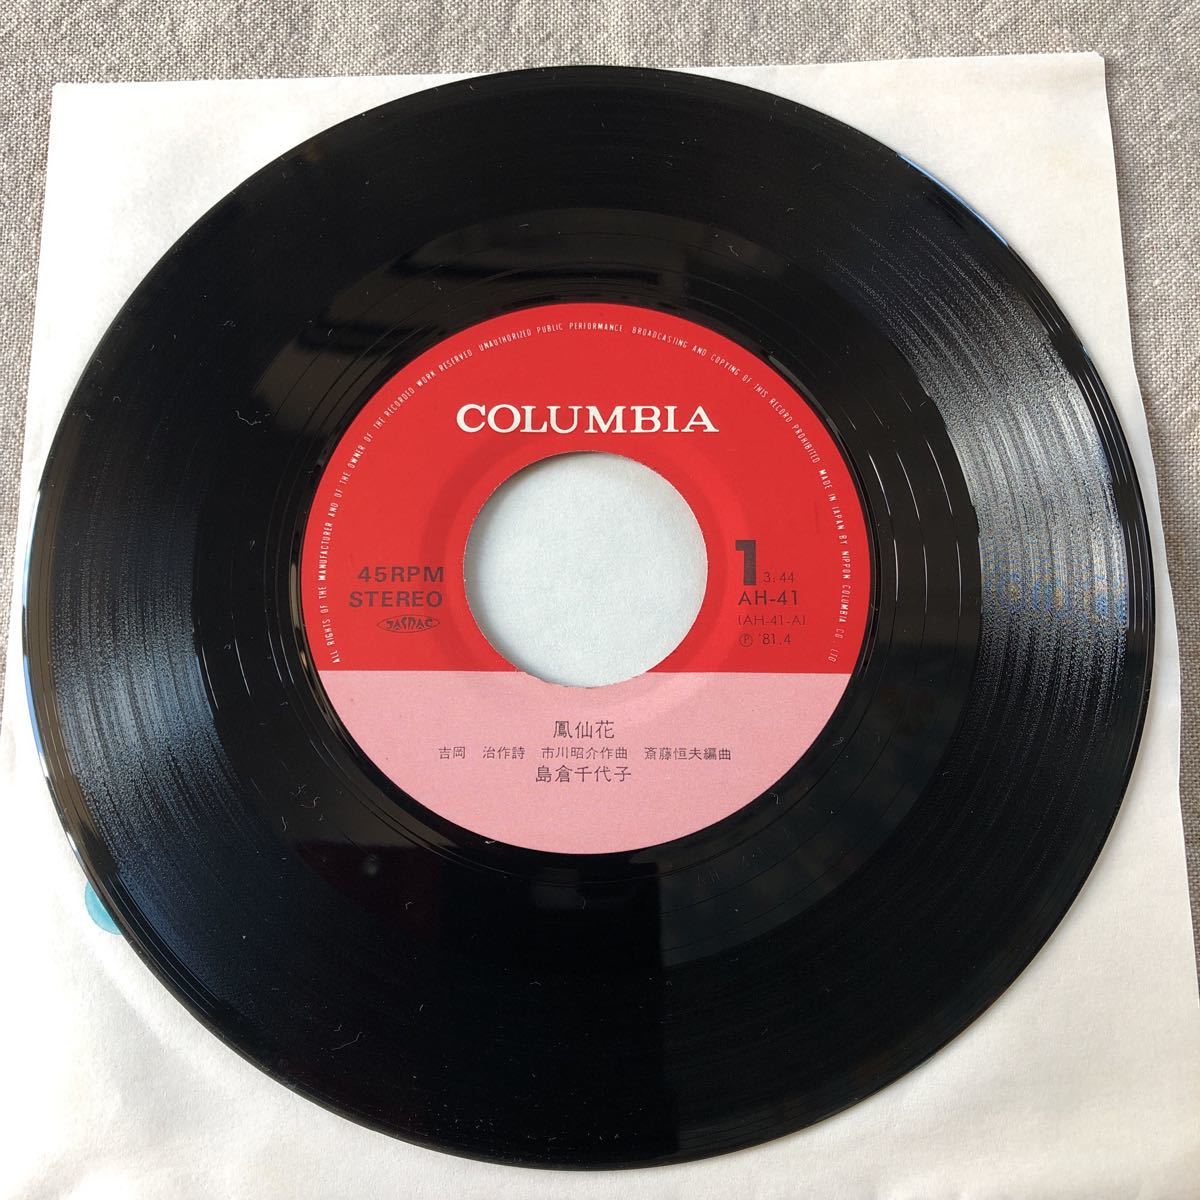 ALL RIGHTS OF THE MANUFACTURER AND OF THE OWNER OF THE RECORDED WORK RESERVED UNAUTHORIZED PUBLIC PERFORMANCE BROADCASTING AND COPYING OF THIS RECORD PROHIBITED MADE IN JAPAN BY NIPPON COLUMBIA CO. LTD
COLUMBIA
45RPM
STEREO
JASRAC
1 3.44
AH-41
(AH-41-A)
Ⓟ '81.4
鳳仙花
吉岡 治作詩 市川昭介作曲 斎藤恒夫編曲
島倉千代子